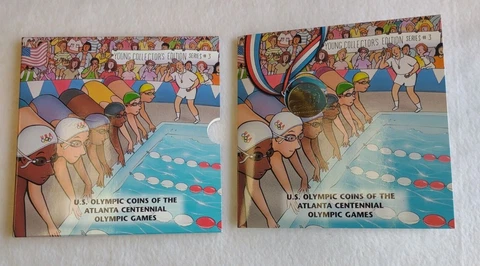 YOUNG COLLECTORS EDITION SERIES # 3
U.S. OLYMPIC COINS OF THE
ATLANTA CENTENNIAL
OLYMPIC GAMES
YOUNG COLLECTORS EDITION SERIES # 3
U.S. OLYMPIC COINS OF THE
ATLANTA CENTENNIAL
OLYMPIC GAMES